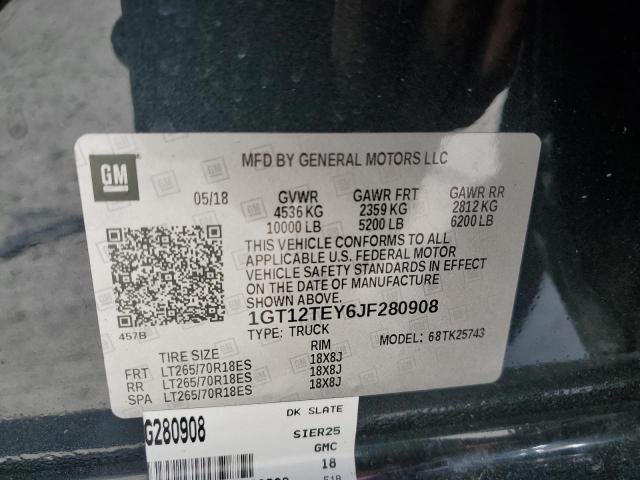 GM
MFD BY GENERAL MOTORS LLC
05/18 GVWR GAWR FRT GAWR RR
4536 KG 2359 KG 2812 KG
10000 LB 5200 LB 6200 LB
THIS VEHICLE CONFORMS TO ALL
APPLICABLE U.S. FEDERAL MOTOR
VEHICLE SAFETY STANDARDS IN EFFECT
ON THE DATE OF MANUFACTURE
SHOWN ABOVE.
1GT12TEY6JF280908
457B TYPE: TRUCK MODEL: 68TK25743
TIRE SIZE RIM
FRT LT265/70R18ES 18X8J
RR LT265/70R18ES 18X8J
SPA LT265/70R18ES 18X8J
G280908 DK SLATE
SIER25
GMC
18